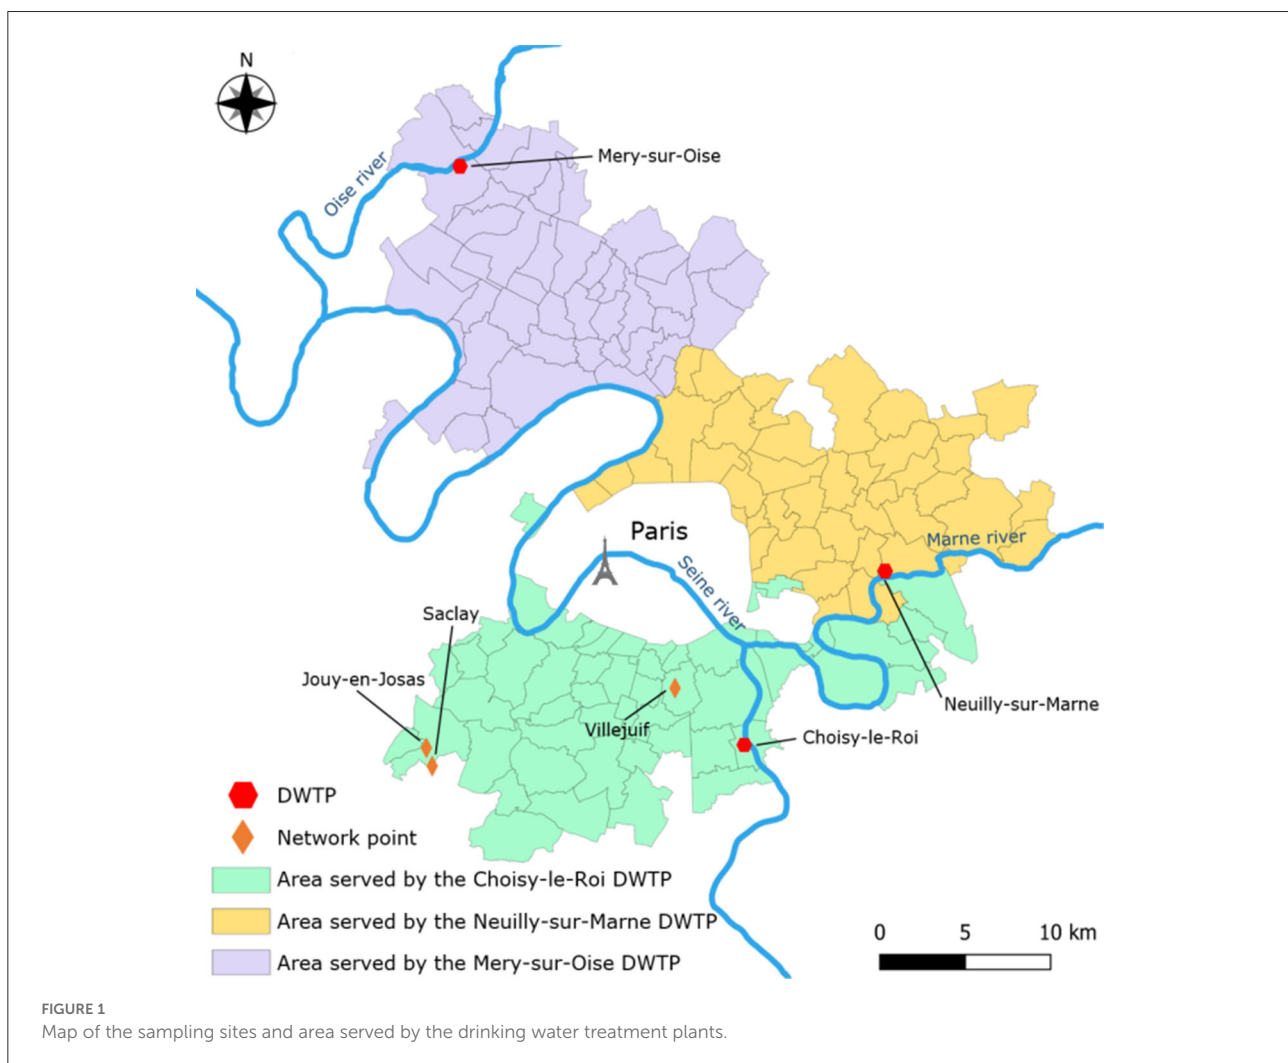 N
Mery-sur-Oise
Oise river
Paris
Marne river
Seine river
Saclay
Jouy-en-Josas
Villejuif
Neuilly-sur-Marne
Choisy-le-Roi
DWTP
Network point
Area served by the Choisy-le-Roi DWTP
Area served by the Neuilly-sur-Marne DWTP
Area served by the Mery-sur-Oise DWTP
0 5 10 km
FIGURE 1
Map of the sampling sites and area served by the drinking water treatment plants.